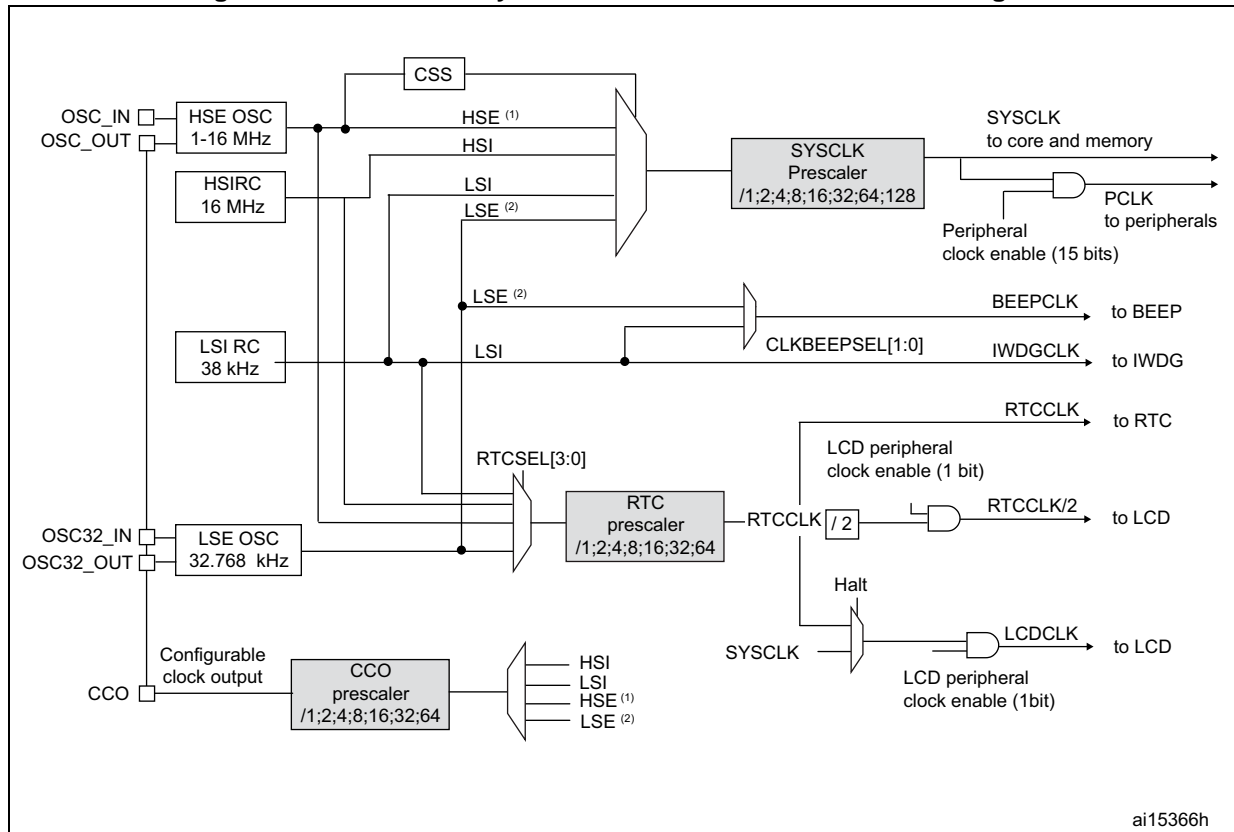 CSS
OSC_IN
OSC_OUT
HSE OSC
1-16 MHz
HSE (1)
HSI
LSI
LSE (2)
HSIRC
16 MHz
SYSCLK
Prescaler
/1;2;4;8;16;32;64;128
SYSCLK
to core and memory
PCLK
to peripherals
Peripheral
clock enable (15 bits)
LSE (2)
BEEPCLK
to BEEP
CLKBEEPSEL[1:0]
LSI RC
38 kHz
LSI
IWDGCLK
to IWDG
RTCCLK
to RTC
RTCSEL[3:0]
LCD peripheral
clock enable (1 bit)
RTC
prescaler
/1;2;4;8;16;32;64
RTCCLK
/ 2
RTCCLK/2
to LCD
OSC32_IN
OSC32_OUT
LSE OSC
32.768 kHz
Halt
SYSCLK
LCDCLK
to LCD
LCD peripheral
clock enable (1bit)
Configurable
clock output
CCO
CCO
prescaler
/1;2;4;8;16;32;64
HSI
LSI
HSE (1)
LSE (2)
ai15366h